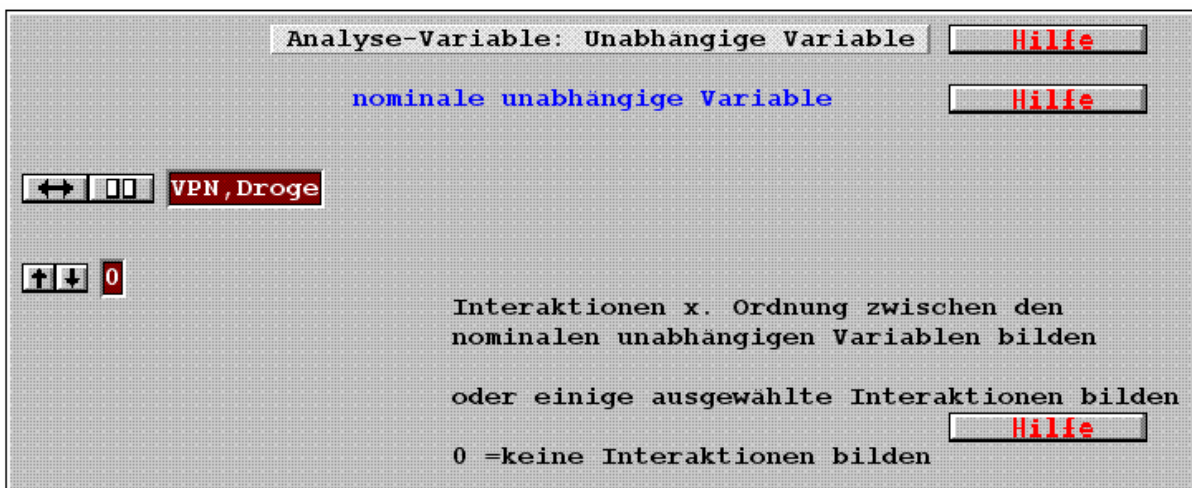 Analyse-Variable: Unabhängige Variable Hilfe
nominale unabhängige Variable Hilfe
VPN,Droge
0
Interaktionen x. Ordnung zwischen den
nominalen unabhängigen Variablen bilden
oder einige ausgewählte Interaktionen bilden
Hilfe
0 =keine Interaktionen bilden